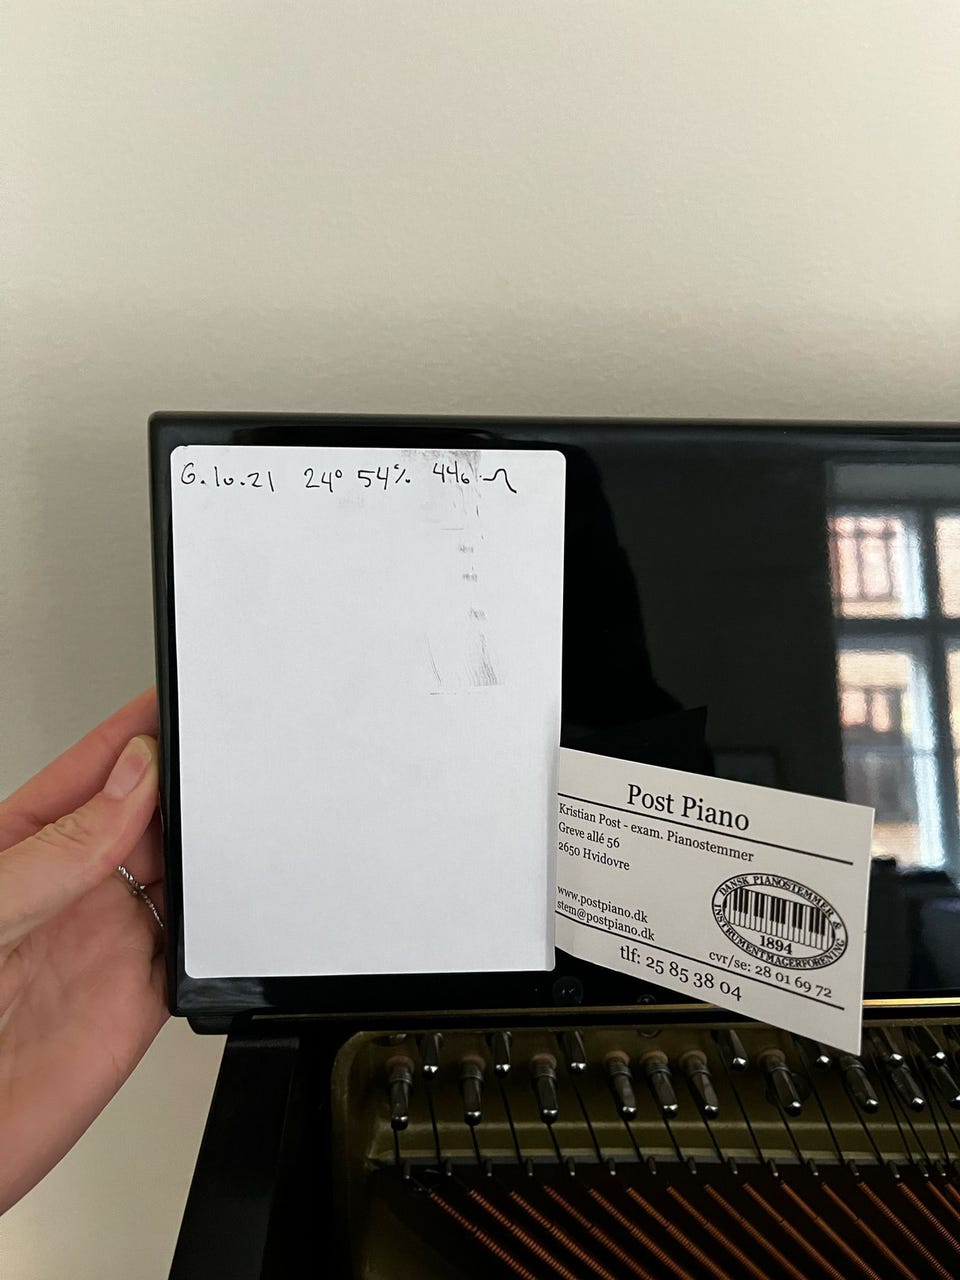 6.10.21 24° 54% 440
Post Piano
Kristian Post - exam. Pianostemmer
Greve allé 56
2650 Hvidovre
www.postpiano.dk
stem@postpiano.dk
DANSK PIANOSTEMMER &
INSTRUMENTMAGERFORENING
1894
cvr/se: 28 01 69 72
tlf: 25 85 38 04